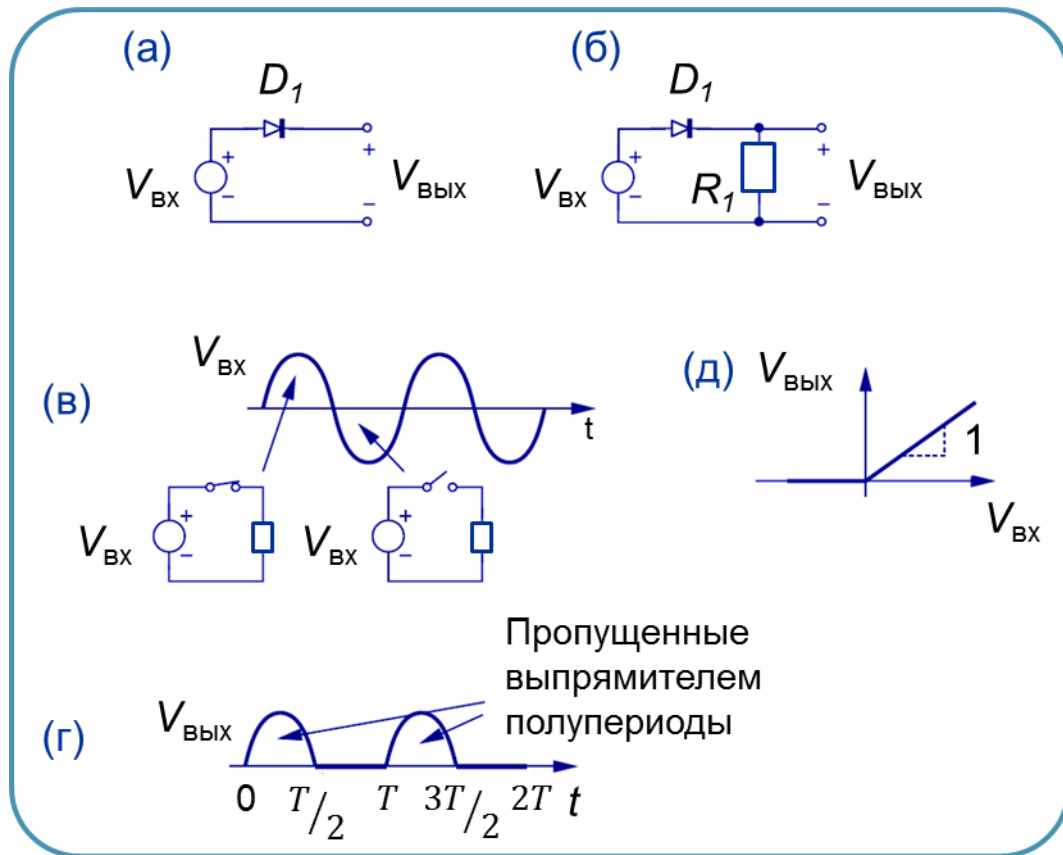 (а)
D1
+
−
Vвх
+
Vвых
−
(б)
D1
+
−
Vвх
R1
+
Vвых
−
(в)
Vвх
t
+
−
Vвх
+
−
Vвх
(д)
Vвых
1
Vвх
Пропущенные
выпрямителем
полупериоды
(г)
Vвых
0 T/2 T 3T/2 2T t